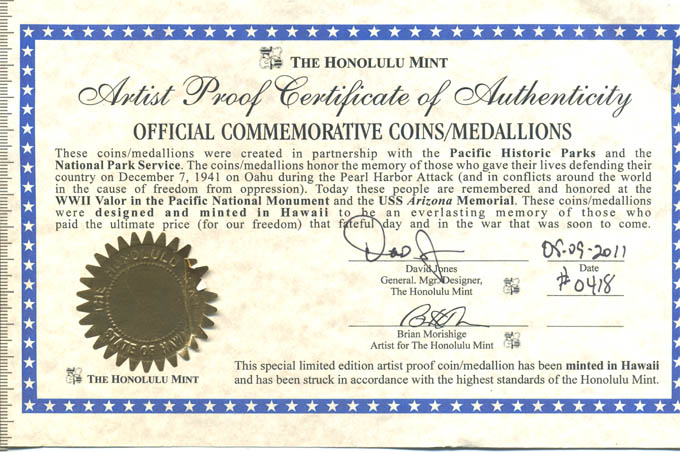 THE HONOLULU MINT
Artist Proof Certificate of Authenticity
OFFICIAL COMMEMORATIVE COINS/MEDALLIONS
These coins/medallions were created in partnership with the Pacific Historic Parks and the
National Park Service. The coins/medallions honor the memory of those who gave their lives defending their
country on December 7, 1941 on Oahu during the Pearl Harbor Attack (and in conflicts around the world
in the cause of freedom from oppression). Today these people are remembered and honored at the
WWII Valor in the Pacific National Monument and the USS Arizona Memorial. These coins/medallions
were designed and minted in Hawaii to be an everlasting memory of those who
paid the ultimate price (for our freedom) that fateful day and in the war that was soon to come.
08-09-2011
David Jones
General. Mgr. Designer,
The Honolulu Mint
Date
#0418
Brian Morishige
Artist for The Honolulu Mint
THE HONOLULU
STATE OF
THE HONOLULU MINT
This special limited edition artist proof coin/medallion has been minted in Hawaii
and has been struck in accordance with the highest standards of the Honolulu Mint.